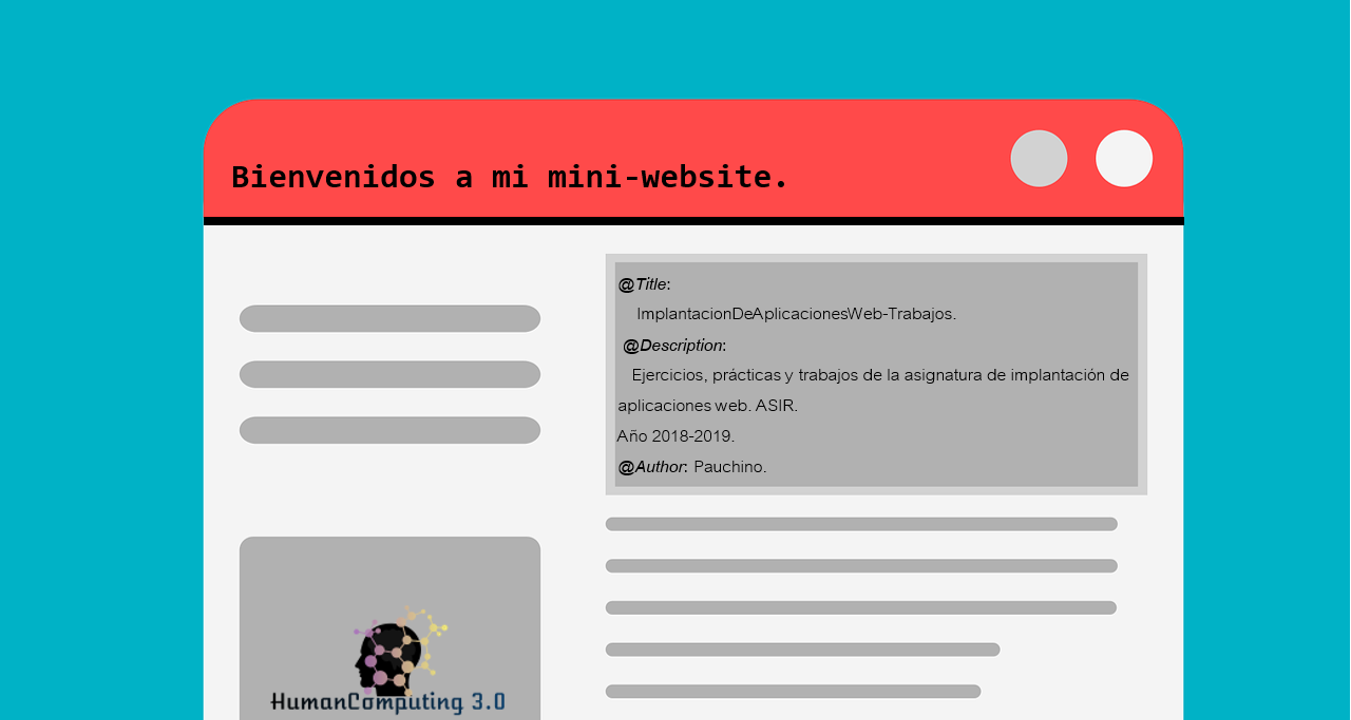 Bienvenidos a mi mini-website.
@Title:
ImplantacionDeAplicacionesWeb-Trabajos.
@Description:
Ejercicios, prácticas y trabajos de la asignatura de implantación de
aplicaciones web. ASIR.
Año 2018-2019.
@Author: Pauchino.
HumanComputing 3.0